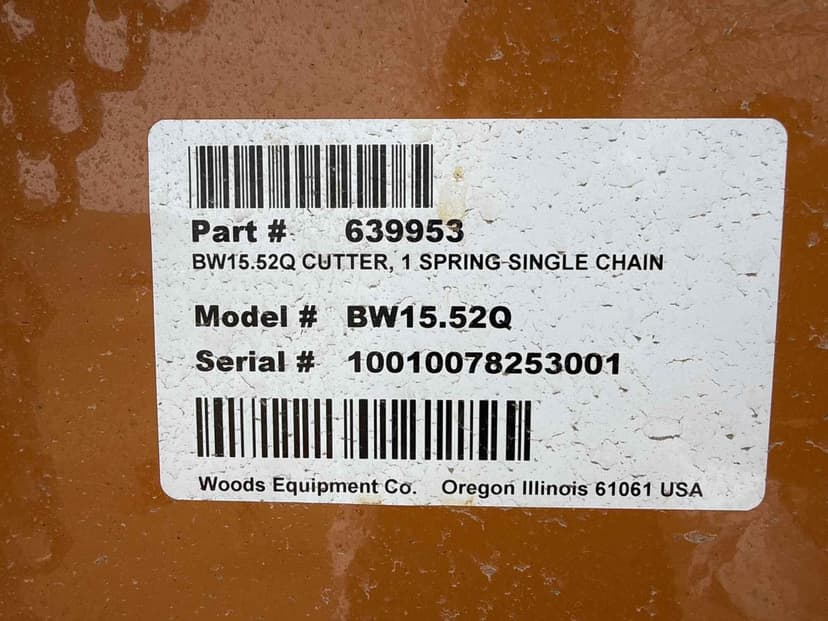 Part # 639953
BW15.52Q CUTTER, 1 SPRING SINGLE CHAIN
Model # BW15.52Q
Serial # 10010078253001
Woods Equipment Co. Oregon Illinois 61061 USA